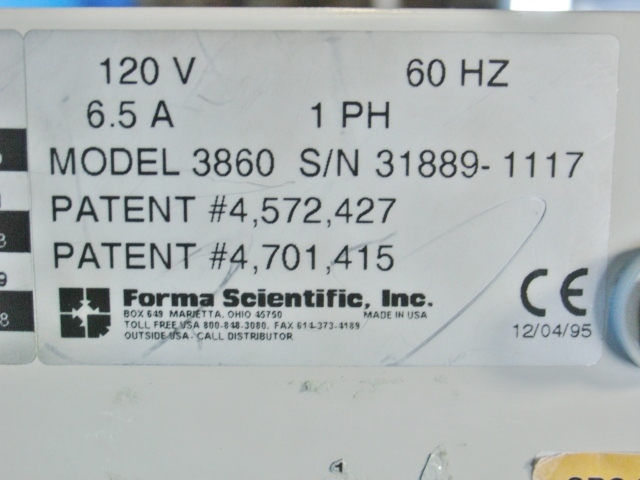 120 V 60 HZ
6.5 A 1 PH
MODEL 3860 S/N 31889-1117
PATENT #4,572,427
PATENT #4,701,415
Forma Scientific, Inc.
BOX 649 MARIETTA, OHIO 45750 MADE IN USA
TOLL FREE USA 800-848-3080, FAX 614-373-4189
OUTSIDE USA - CALL DISTRIBUTOR
CE
12/04/95